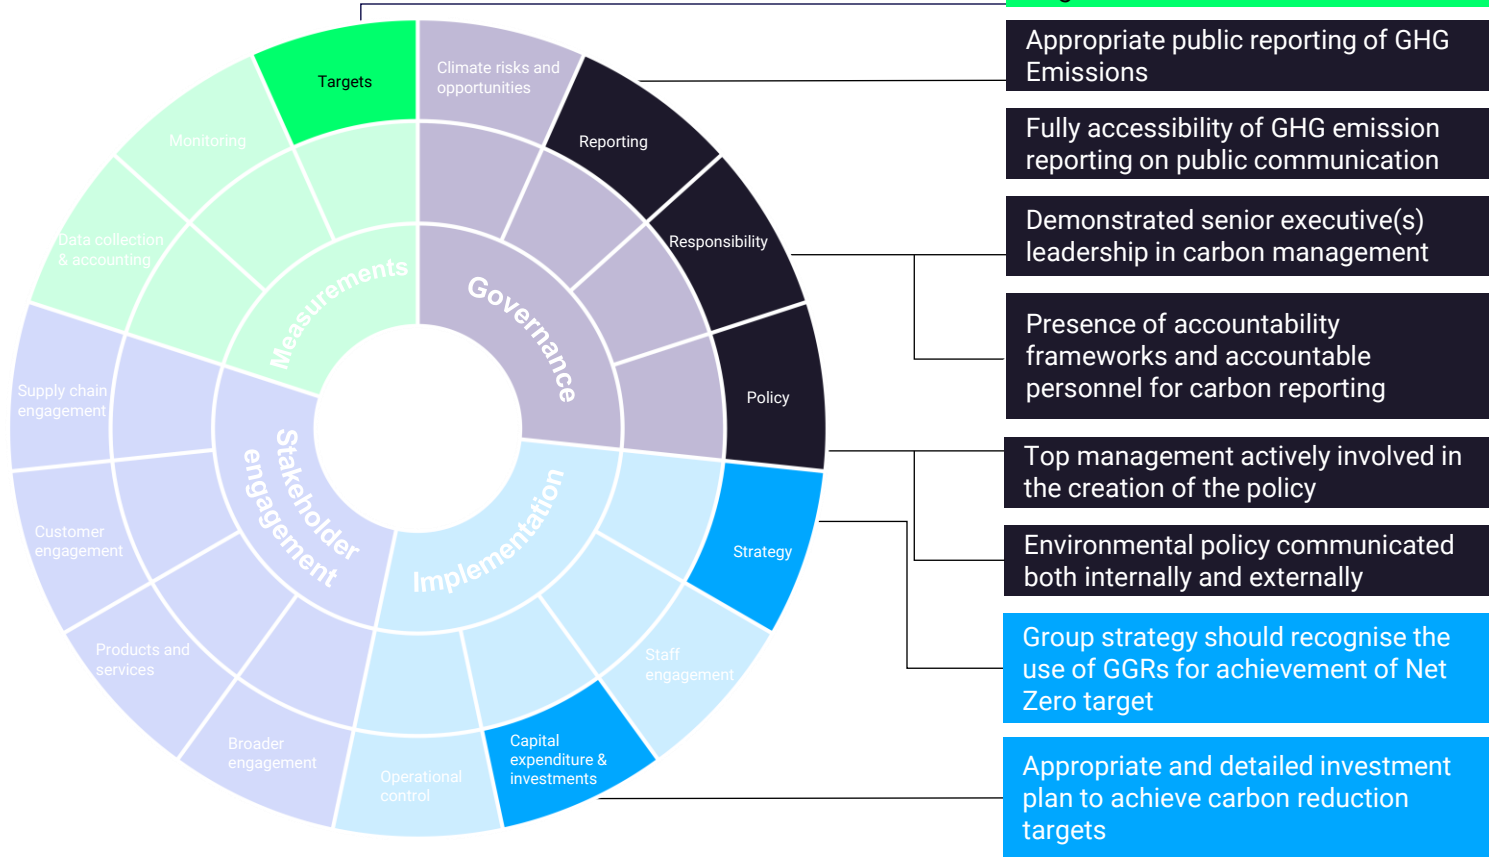 Targets
Climate risks and
opportunities
Reporting
Responsibility
Policy
Strategy
Staff
engagement
Capital
expenditure &
investments
Operational
control
Broader
engagement
Products and
services
Customer
engagement
Supply chain
engagement
Data collection
& accounting
Monitoring
Measurements
Governance
Implementation
Stakeholder
engagement
Appropriate public reporting of GHG
Emissions
Fully accessibility of GHG emission
reporting on public communication
Demonstrated senior executive(s)
leadership in carbon management
Presence of accountability
frameworks and accountable
personnel for carbon reporting
Top management actively involved in
the creation of the policy
Environmental policy communicated
both internally and externally
Group strategy should recognise the
use of GGRs for achievement of Net
Zero target
Appropriate and detailed investment
plan to achieve carbon reduction
targets